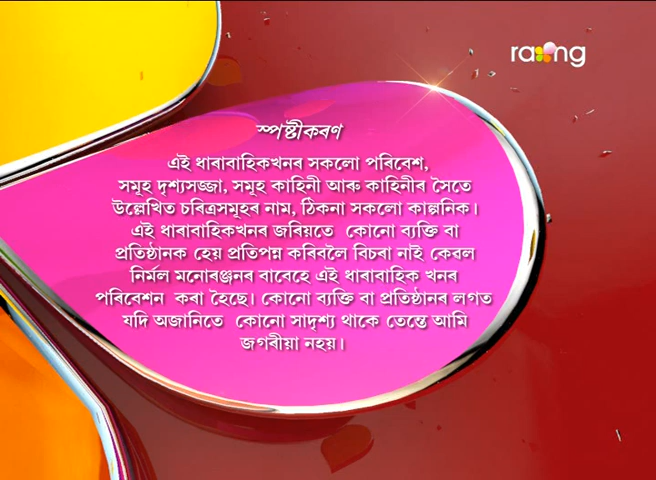 rang
স্পষ্টীকৰণ
এই ধাৰাবাহিকখনৰ সকলো পৰিবেশ,
সমূহ দৃশ্যসজ্জা, সমূহ কাহিনী আৰু কাহিনীৰ সৈতে
উল্লেখিত চৰিত্ৰসমূহৰ নাম, ঠিকনা সকলো কাল্পনিক।
এই ধাৰাবাহিকখনৰ জৰিয়তে কোনো ব্যক্তি বা
প্ৰতিষ্ঠানক হেয় প্ৰতিপন্ন কৰিবলৈ বিচৰা নাই কেৱল
নিৰ্মল মনোৰঞ্জনৰ বাবেহে এই ধাৰাবাহিক খনৰ
পৰিবেশন কৰা হৈছে। কোনো ব্যক্তি বা প্ৰতিষ্ঠানৰ লগত
যদি অজানিতে কোনো সাদৃশ্য থাকে তেন্তে আমি
জগৰীয়া নহয়।